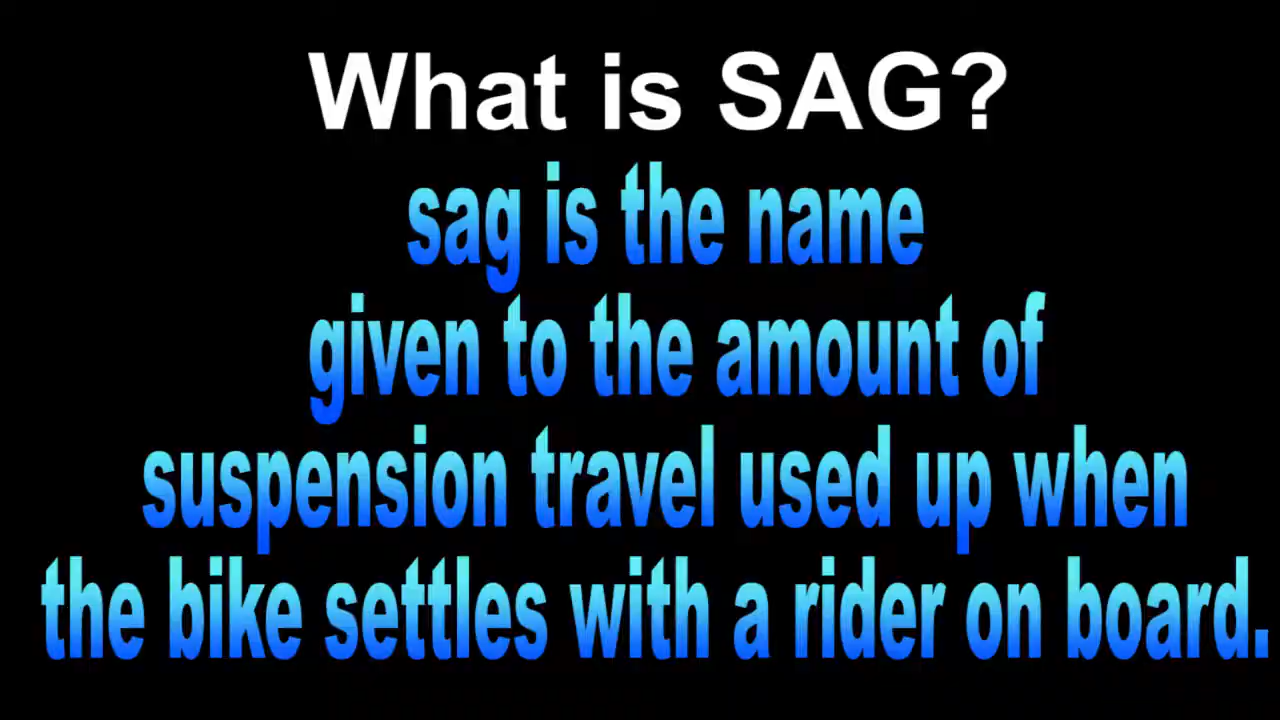 What is SAG?
sag is the name
given to the amount of
suspension travel used up when
the bike settles with a rider on board.